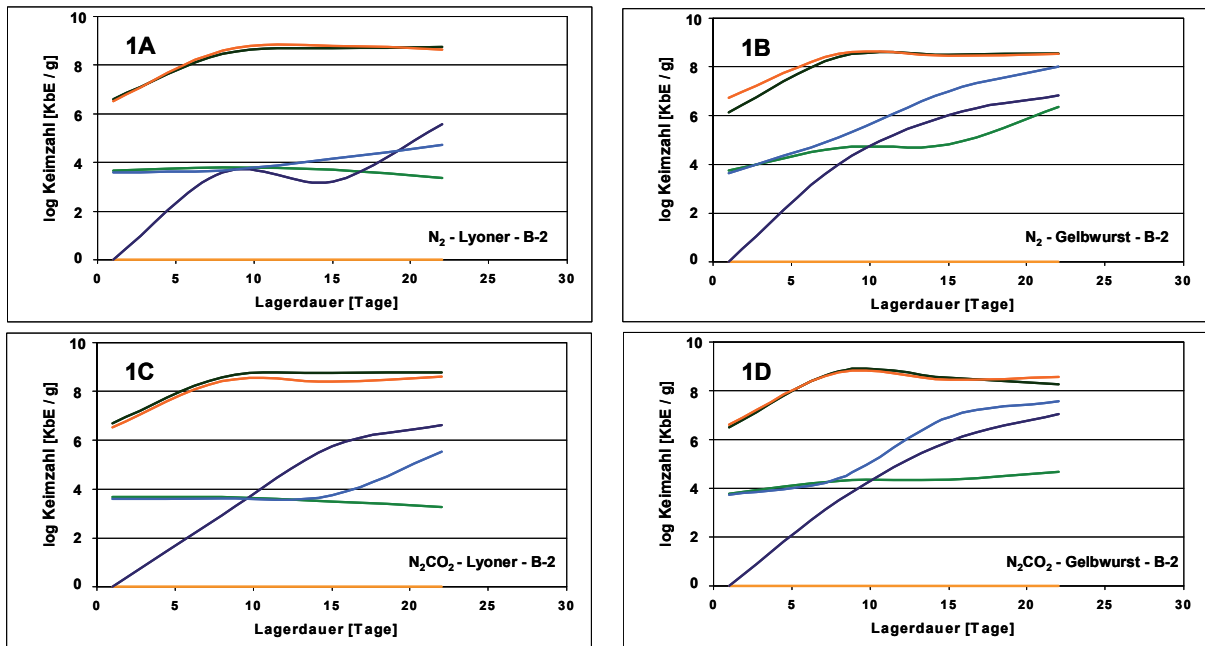 1A
log Keimzahl [KbE / g]
10
8
6
4
2
0
N₂ - Lyoner - B-2
0 5 10 15 20 25 30
Lagerdauer [Tage]
1B
log Keimzahl [KbE / g]
10
8
6
4
2
0
N₂ - Gelbwurst - B-2
0 5 10 15 20 25 30
Lagerdauer [Tage]
1C
log Keimzahl [KbE / g]
10
8
6
4
2
0
N₂CO₂ - Lyoner - B-2
0 5 10 15 20 25 30
Lagerdauer [Tage]
1D
log Keimzahl [KbE / g]
10
8
6
4
2
0
N₂CO₂ - Gelbwurst - B-2
0 5 10 15 20 25 30
Lagerdauer [Tage]